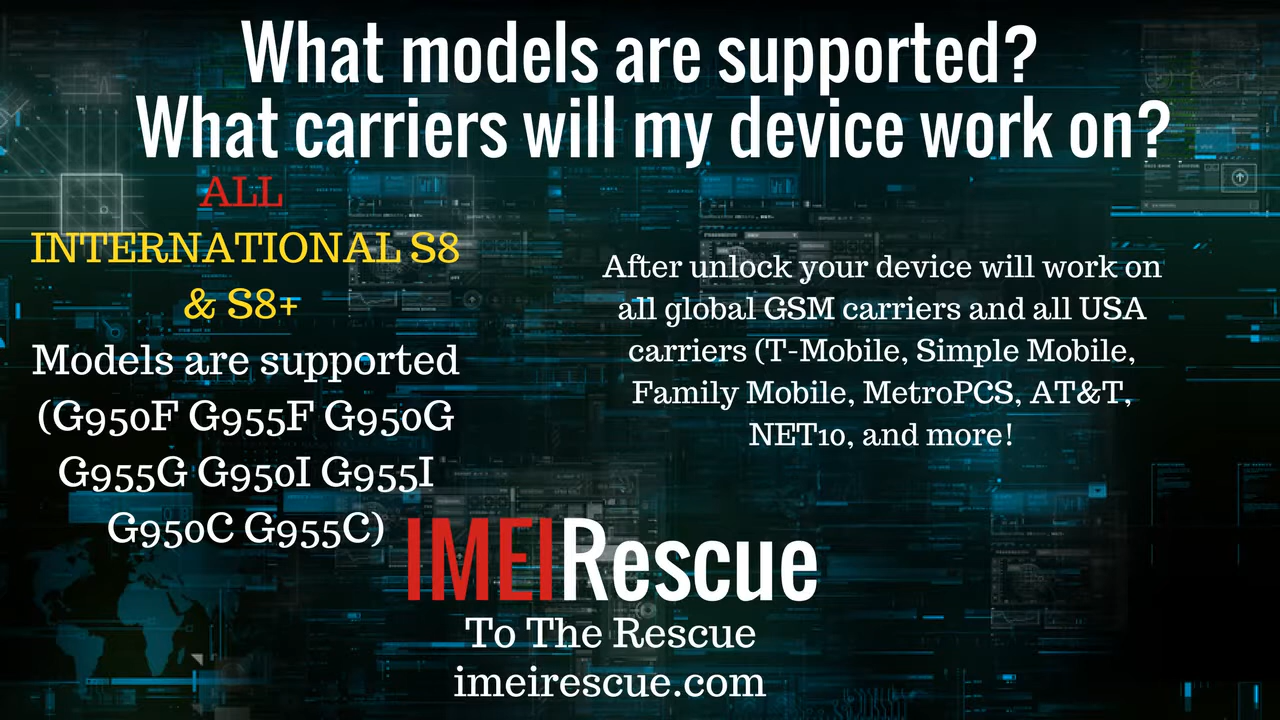 What models are supported?
What carriers will my device work on?
ALL
INTERNATIONAL S8
& S8+
Models are supported
(G950F G955F G950G
G955G G950I G955I
G950C G955C)
After unlock your device will work on
all global GSM carriers and all USA
carriers (T-Mobile, Simple Mobile,
Family Mobile, MetroPCS, AT&T,
NET10, and more!
IMEIRescue
To The Rescue
imeirescue.com